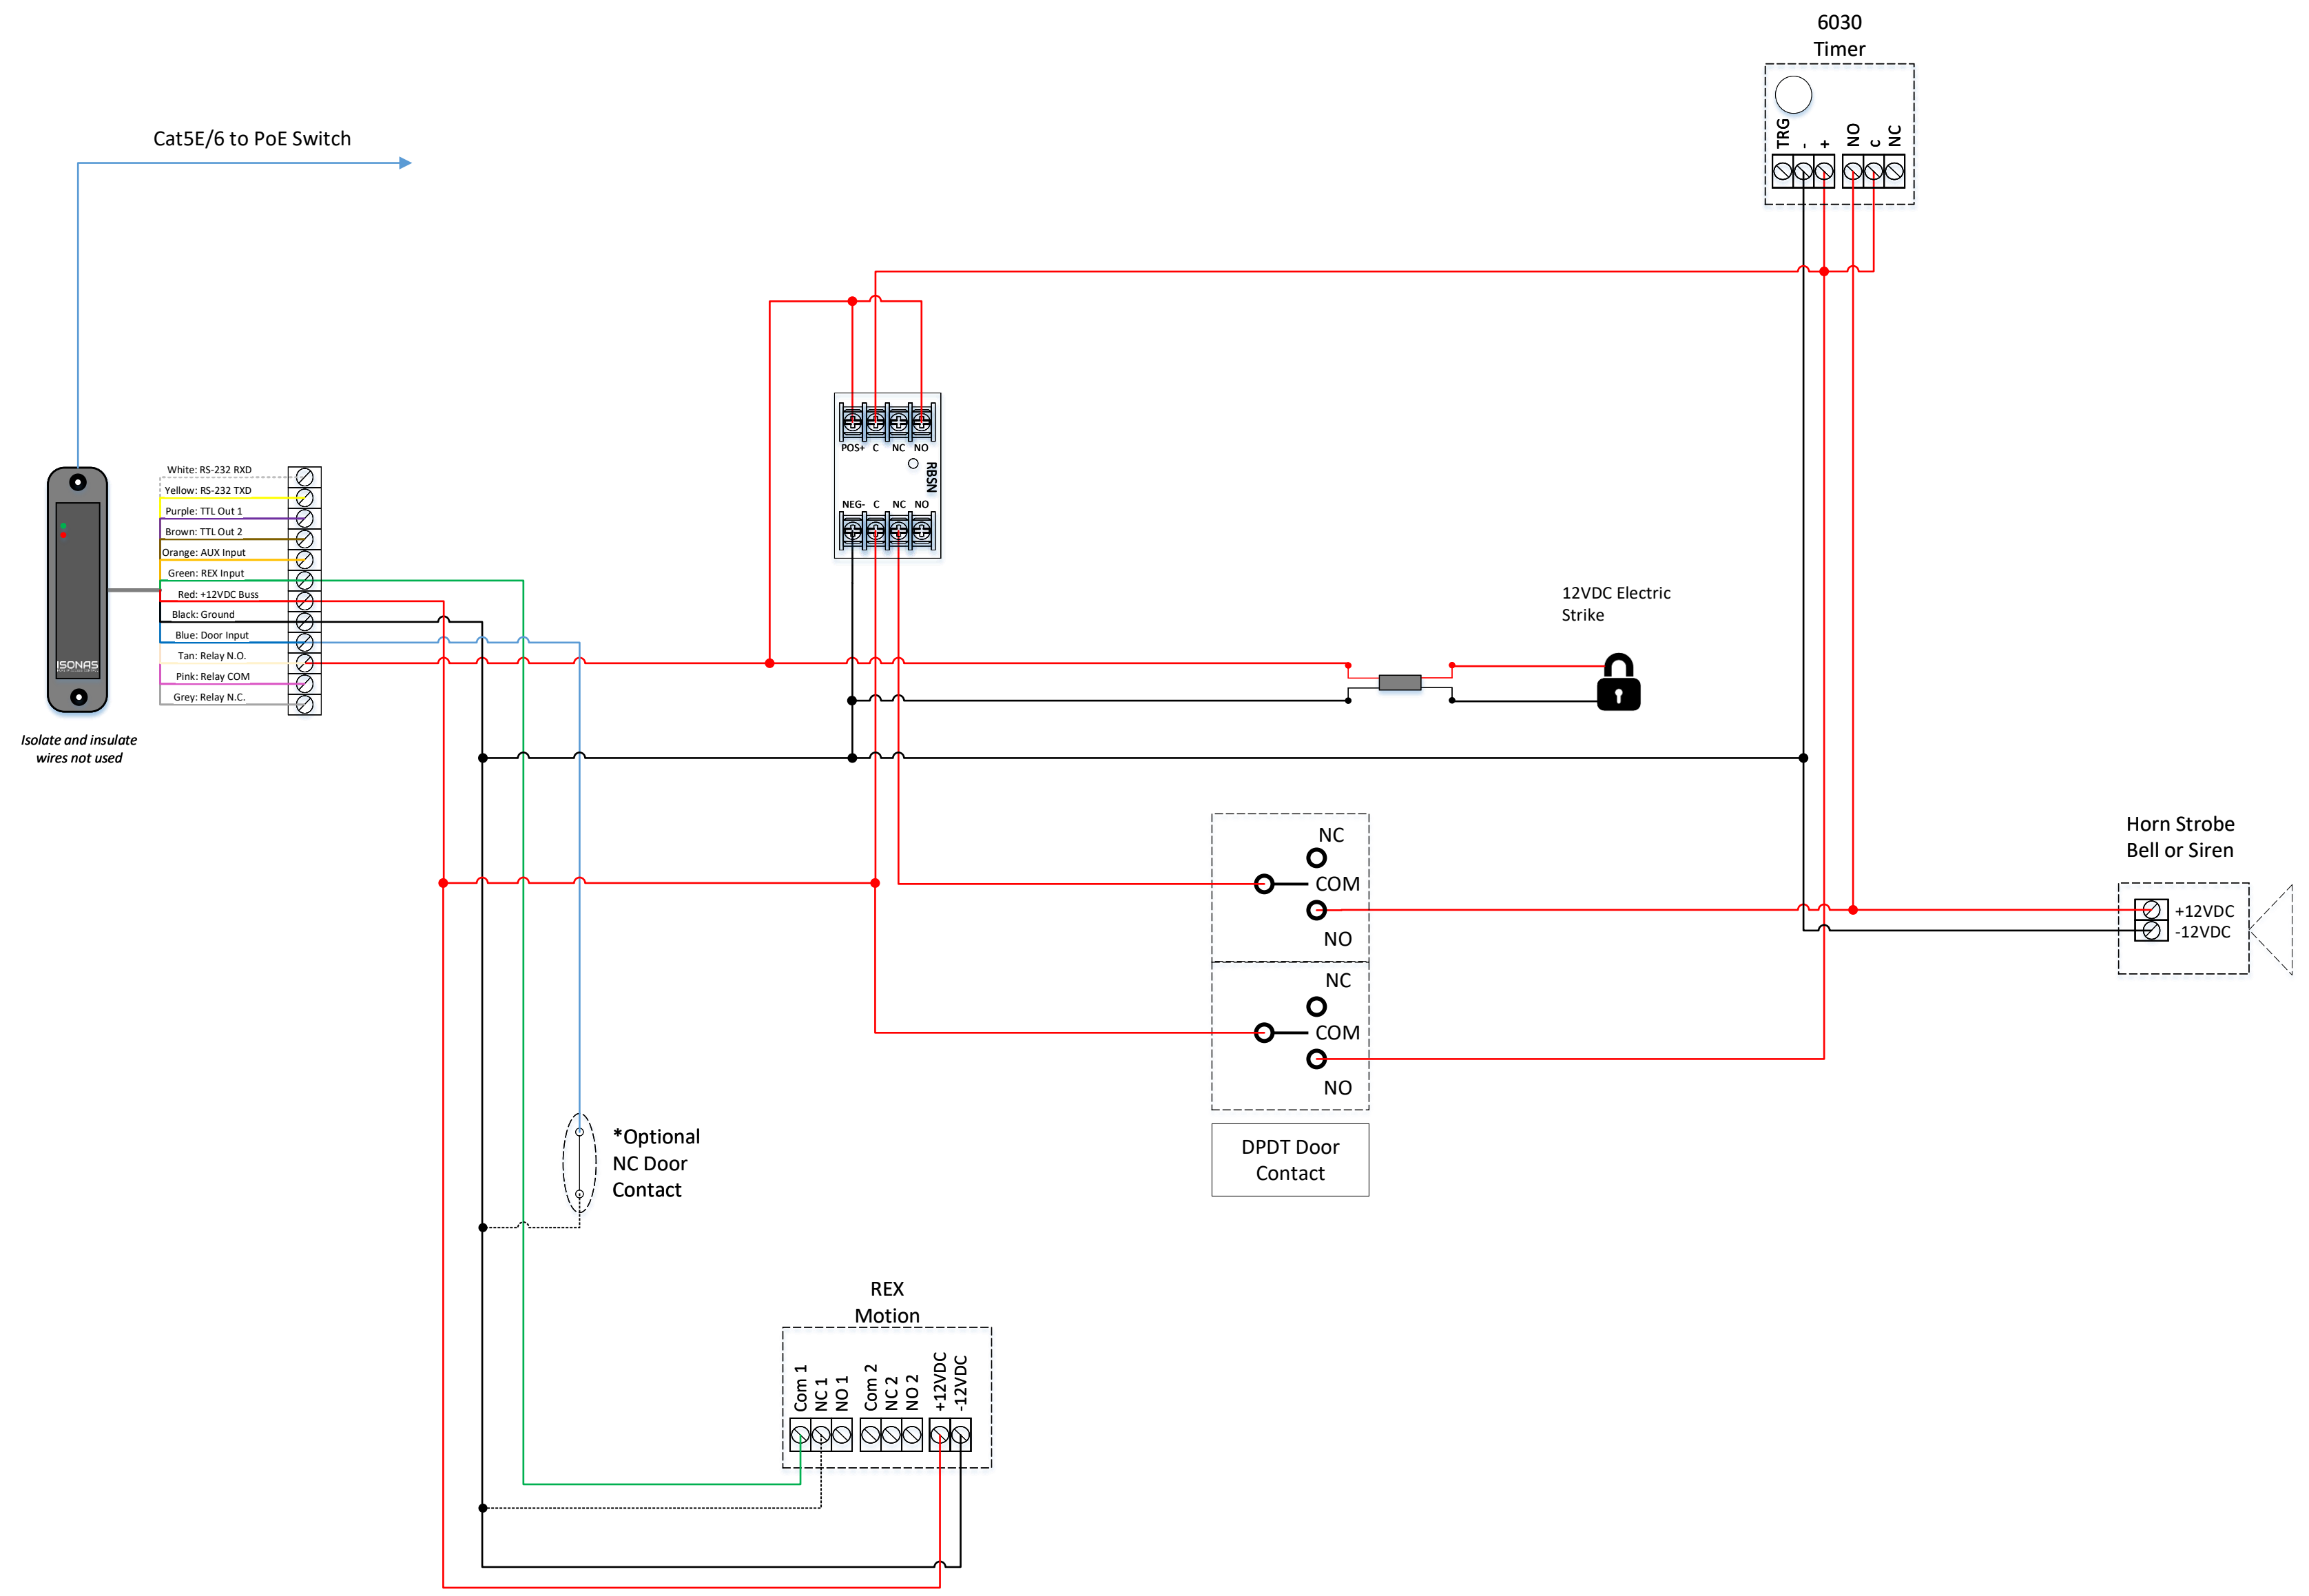 6030
Timer
TRG
-
+
NO
C
NC
Cat5E/6 to PoE Switch
White: RS-232 RXD
Yellow: RS-232 TXD
Purple: TTL Out 1
Brown: TTL Out 2
Orange: AUX Input
Green: REX Input
Red: +12VDC Buss
Black: Ground
Blue: Door Input
Tan: Relay N.O.
Pink: Relay COM
Grey: Relay N.C.
ISONAS
Isolate and insulate
wires not used
POS+ C NC NO
RBSN
NEG- C NC NO
12VDC Electric
Strike
NC
COM
NO
NC
COM
NO
DPDT Door
Contact
Horn Strobe
Bell or Siren
+12VDC
-12VDC
*Optional
NC Door
Contact
REX
Motion
Com 1
NC 1
NO 1
Com 2
NC 2
NO 2
+12VDC
-12VDC